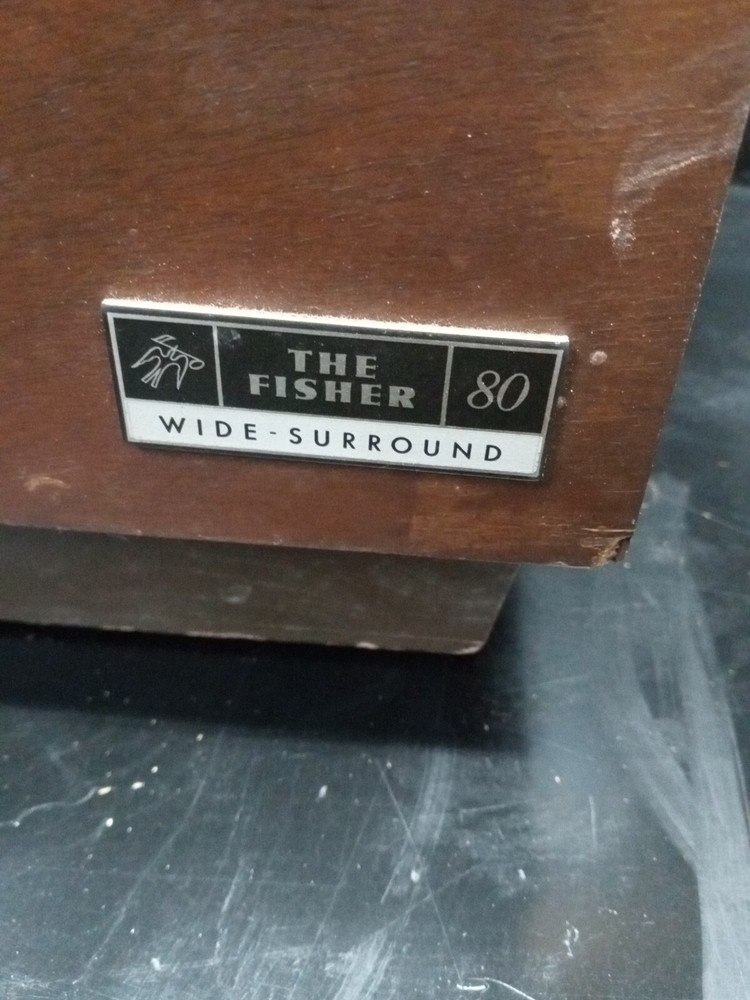 THE
FISHER
80
WIDE-SURROUND